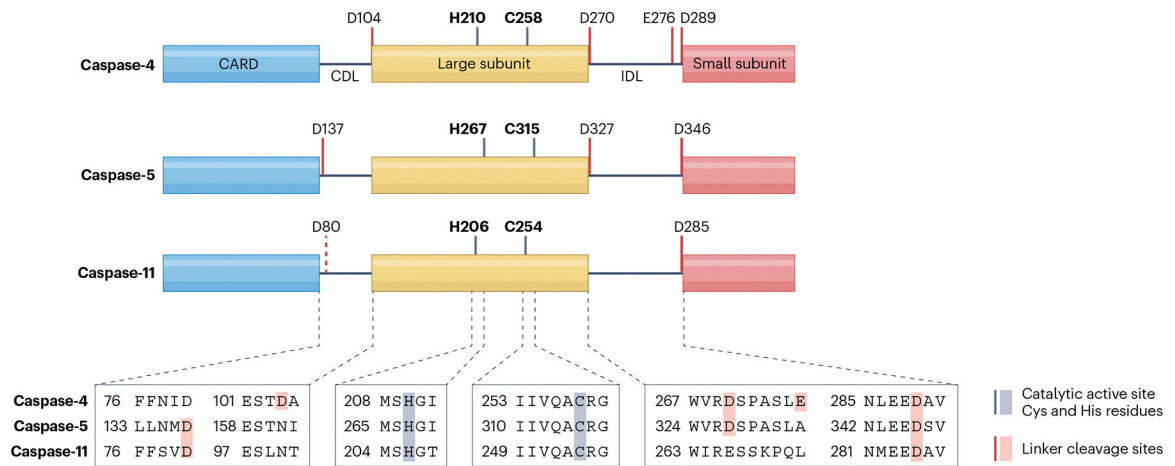 D104 H210 C258 D270 E276 D289
Caspase-4 CARD Large subunit Small subunit
CDL IDL
D137 H267 C315 D327 D346
Caspase-5
D80 H206 C254 D285
Caspase-11
Caspase-4 76 FFNID 101 ESTDA 208 MSHGI 253 IIVQACRG 267 WVRDSPASLE 285 NLEEDAV
Caspase-5 133 LLNMD 158 ESTNI 265 MSHGI 310 IIVQACRG 324 WVRDSPASLA 342 NLEEDSV
Caspase-11 76 FFSVD 97 ESLNT 204 MSHGT 249 IIVQACRG 263 WIRESSKPQL 281 NMEEDAV
Catalytic active site
Cys and His residues
Linker cleavage sites